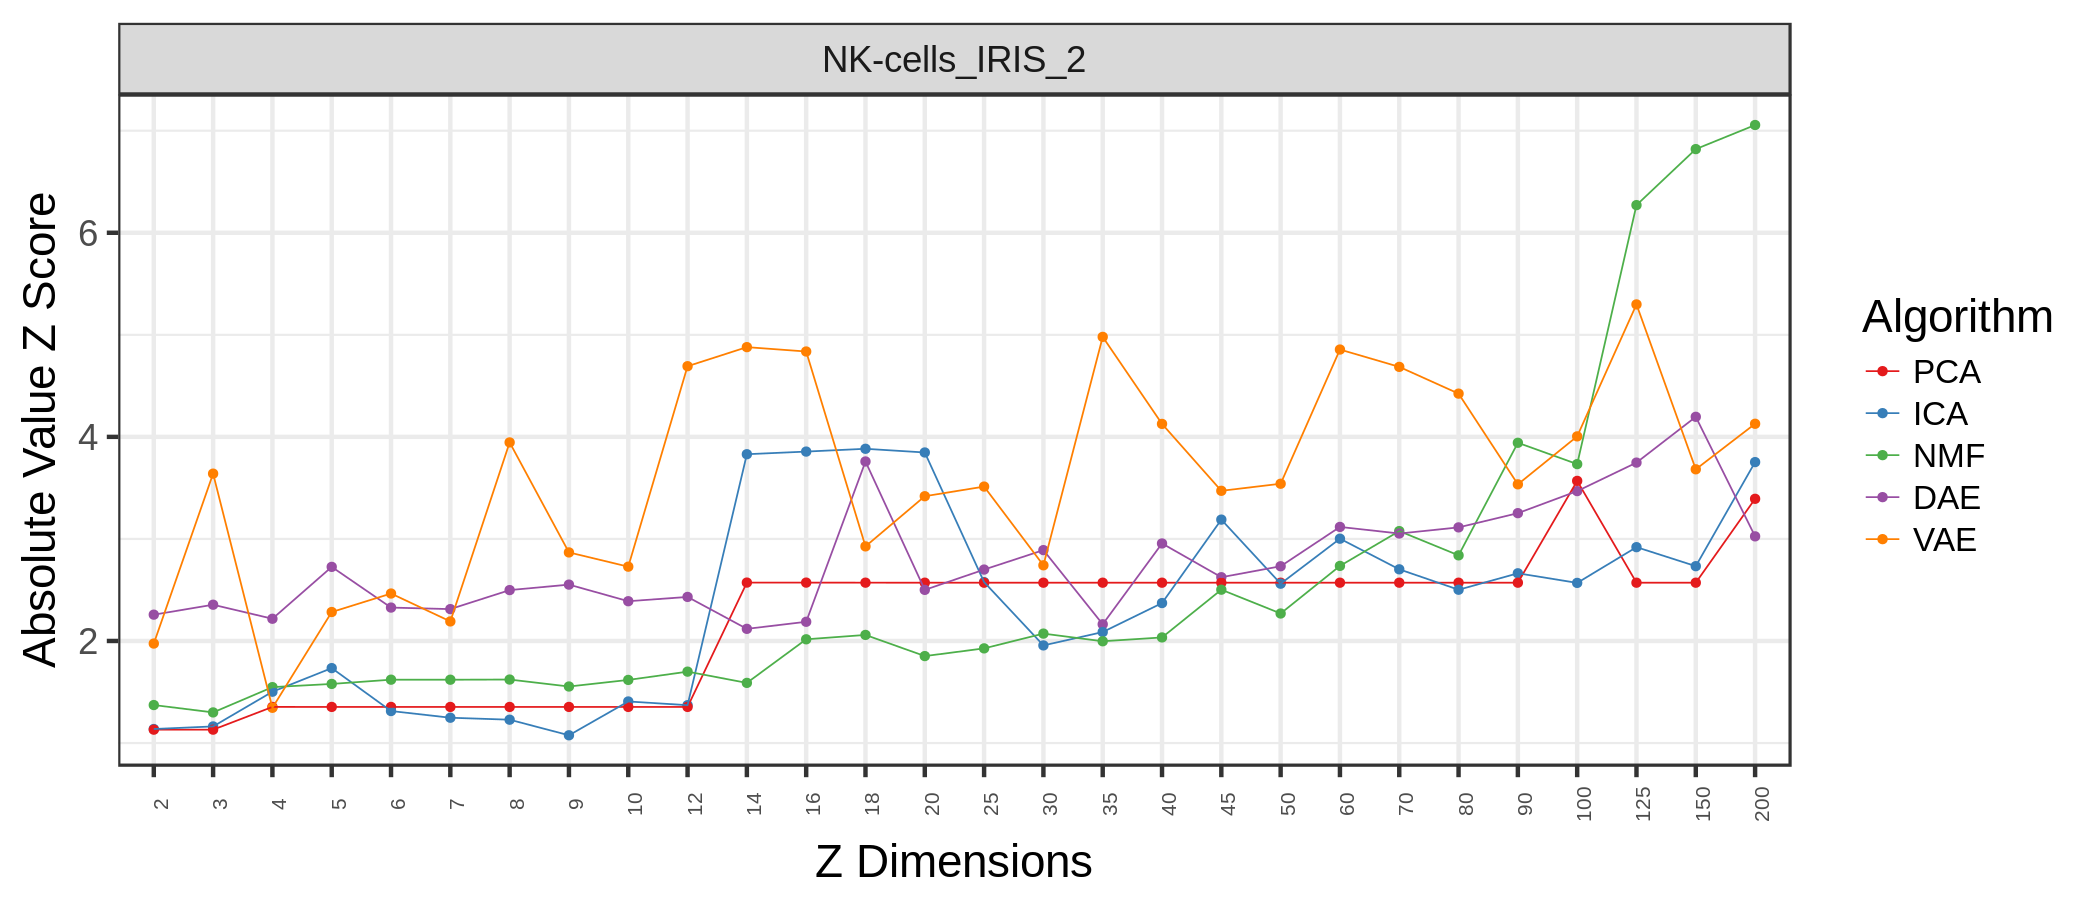 NK-cells_IRIS_2
Absolute Value Z Score
6
4
2
2 3 4 5 6 7 8 9 10 12 14 16 18 20 25 30 35 40 45 50 60 70 80 90 100 125 150 200
Z Dimensions
Algorithm
PCA
ICA
NMF
DAE
VAE